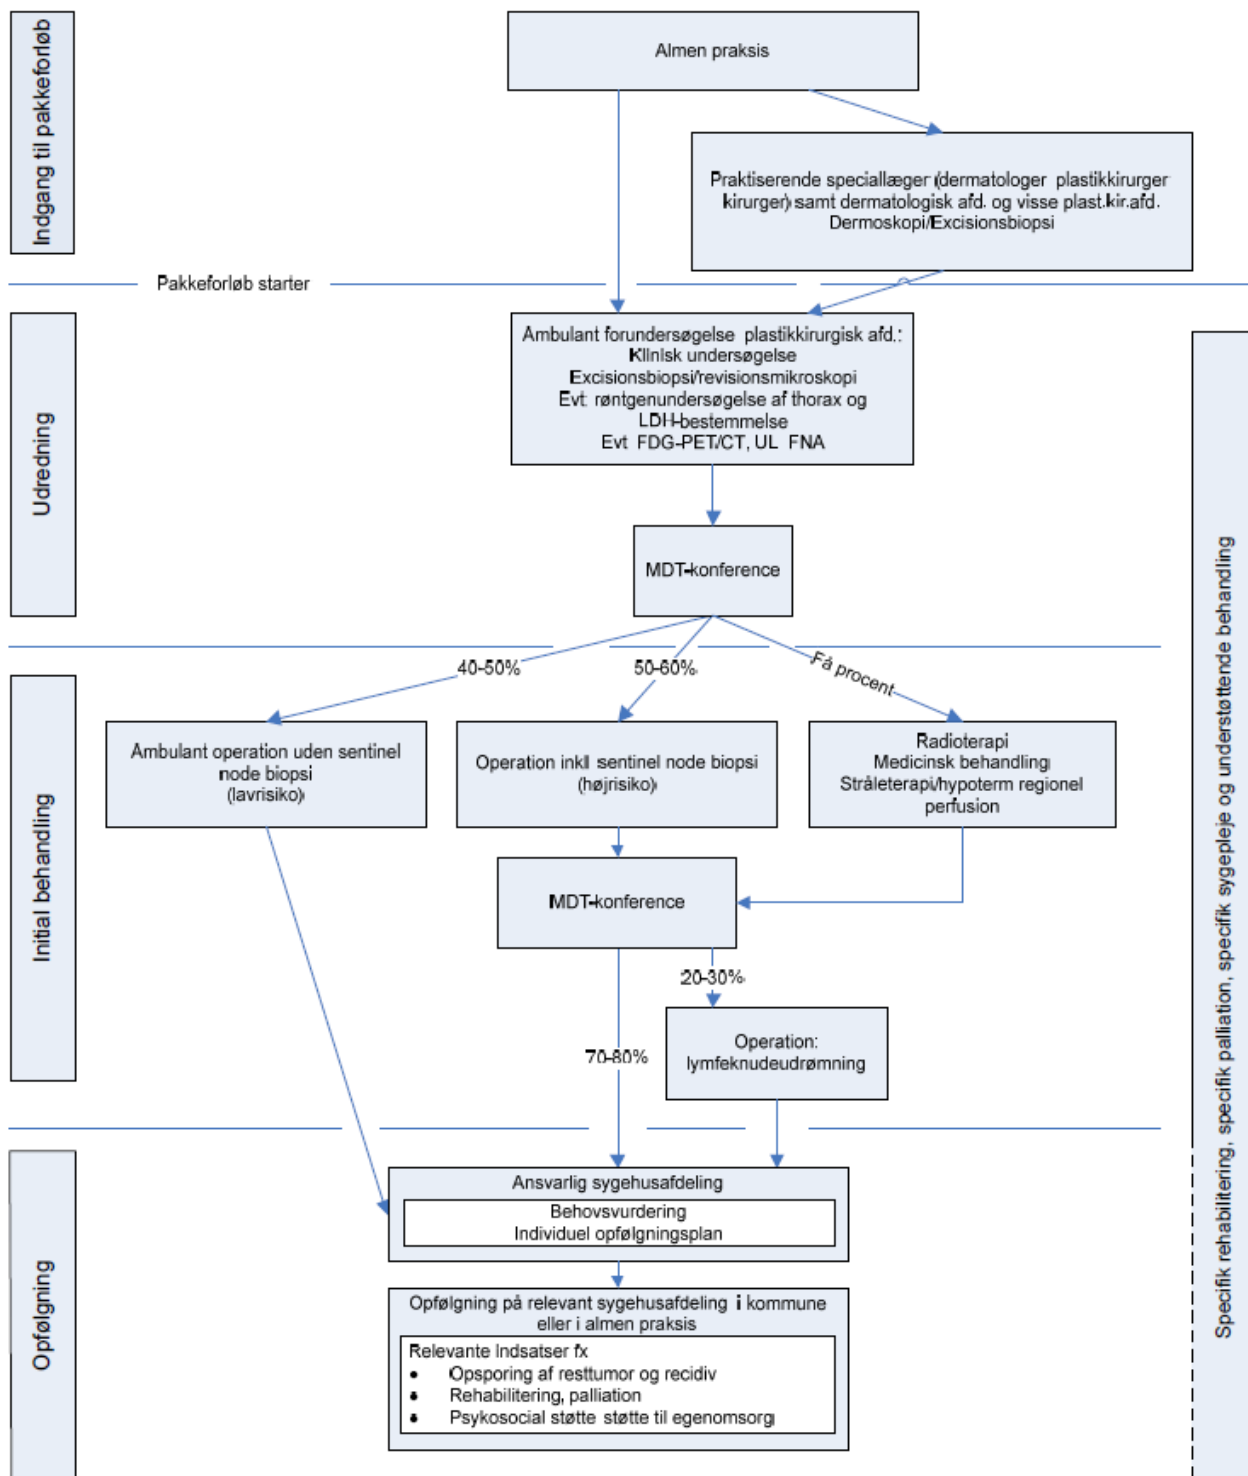 Indgang til pakkeforløb
Almen praksis
Praktiserende speciallæger (dermatologer plastikkirurger
kirurger) samt dermatologisk afd. og visse plast.kir.afd.
Dermoskopi/Excisionsbiopsi
Pakkeforløb starter
Udredning
Ambulant forundersøgelse plastikkirurgisk afd.:
Klinisk undersøgelse
Excisionsbiopsi/revisionsmikroskopi
Evt. røntgenundersøgelse af thorax og
LDH-bestemmelse
Evt FDG-PET/CT, UL FNA
MDT-konference
40-50%
50-60%
Få procent
Initial behandling
Ambulant operation uden sentinel
node biopsi
(lavrisiko)
Operation inkl sentinel node biopsi
(højrisiko)
Radioterapi
Medicinsk behandling
Stråleterapi/hypoterm regionel
perfusion
MDT-konference
20-30%
70-80%
Operation:
lymfeknudeudrømning
Opfølgning
Ansvarlig sygehusafdeling
Behovsvurdering
Individuel opfølgningsplan
Opfølgning på relevant sygehusafdeling i kommune
eller i almen praksis
Relevante Indsatser fx
• Opsporing af resttumor og recidiv
• Rehabilitering, palliation
• Psykosocial støtte støtte til egenomsorg
Specifik rehabilitering, specifik palliation, specifik sygepleje og understøttenpe behandling